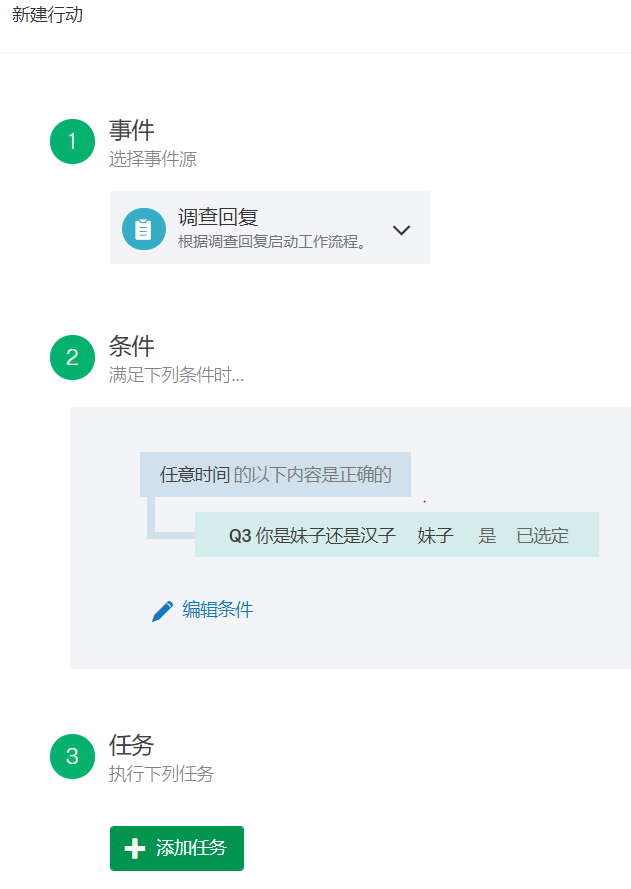 新建行动
1
事件
选择事件源
调查回复
根据调查回复启动工作流程。
2
条件
满足下列条件时...
任意时间 的以下内容是正确的
Q3 你是妹子还是汉子 妹子 是 已选定
编辑条件
3
任务
执行下列任务
添加任务